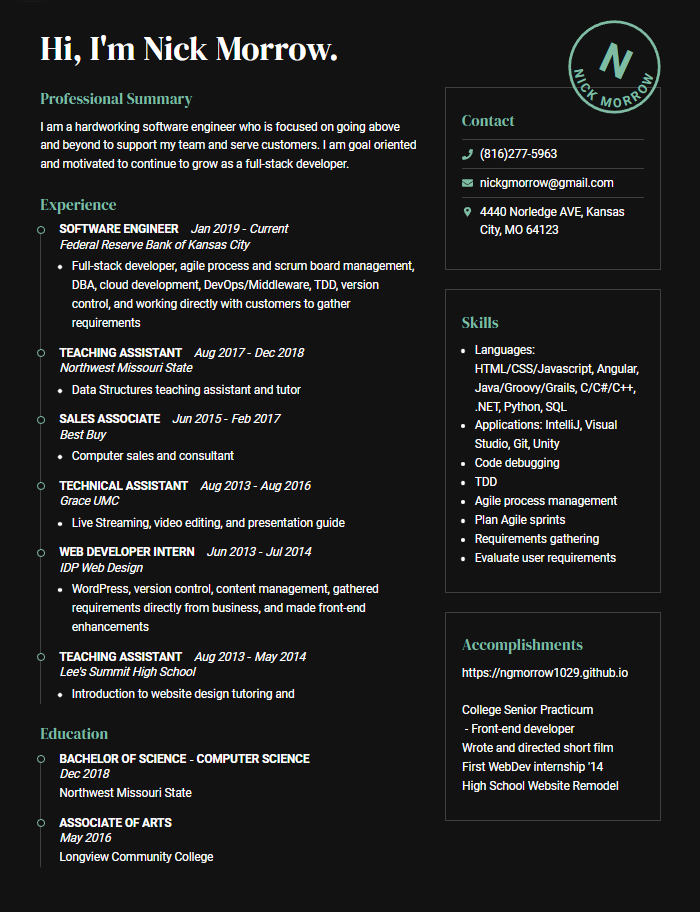 Hi, I'm Nick Morrow.
Professional Summary
I am a hardworking software engineer who is focused on going above
and beyond to support my team and serve customers. I am goal oriented
and motivated to continue to grow as a full-stack developer.
Experience
SOFTWARE ENGINEER Jan 2019 - Current
Federal Reserve Bank of Kansas City
• Full-stack developer, agile process and scrum board management,
DBA, cloud development, DevOps/Middleware, TDD, version
control, and working directly with customers to gather
requirements
TEACHING ASSISTANT Aug 2017 - Dec 2018
Northwest Missouri State
• Data Structures teaching assistant and tutor
SALES ASSOCIATE Jun 2015 - Feb 2017
Best Buy
• Computer sales and consultant
TECHNICAL ASSISTANT Aug 2013 - Aug 2016
Grace UMC
• Live Streaming, video editing, and presentation guide
WEB DEVELOPER INTERN Jun 2013 - Jul 2014
IDP Web Design
• WordPress, version control, content management, gathered
requirements directly from business, and made front-end
enhancements
TEACHING ASSISTANT Aug 2013 - May 2014
Lee's Summit High School
• Introduction to website design tutoring and
Education
BACHELOR OF SCIENCE - COMPUTER SCIENCE
Dec 2018
Northwest Missouri State
ASSOCIATE OF ARTS
May 2016
Longview Community College
N
NICK MORROW
Contact
(816)277-5963
nickgmorrow@gmail.com
4440 Norledge AVE, Kansas
City, MO 64123
Skills
• Languages:
HTML/CSS/Javascript, Angular,
Java/Groovy/Grails, C/C#/C++,
.NET, Python, SQL
• Applications: IntelliJ, Visual
Studio, Git, Unity
• Code debugging
• TDD
• Agile process management
• Plan Agile sprints
• Requirements gathering
• Evaluate user requirements
Accomplishments
https://ngmorrow1029.github.io
College Senior Practicum
- Front-end developer
Wrote and directed short film
First WebDev internship '14
High School Website Remodel